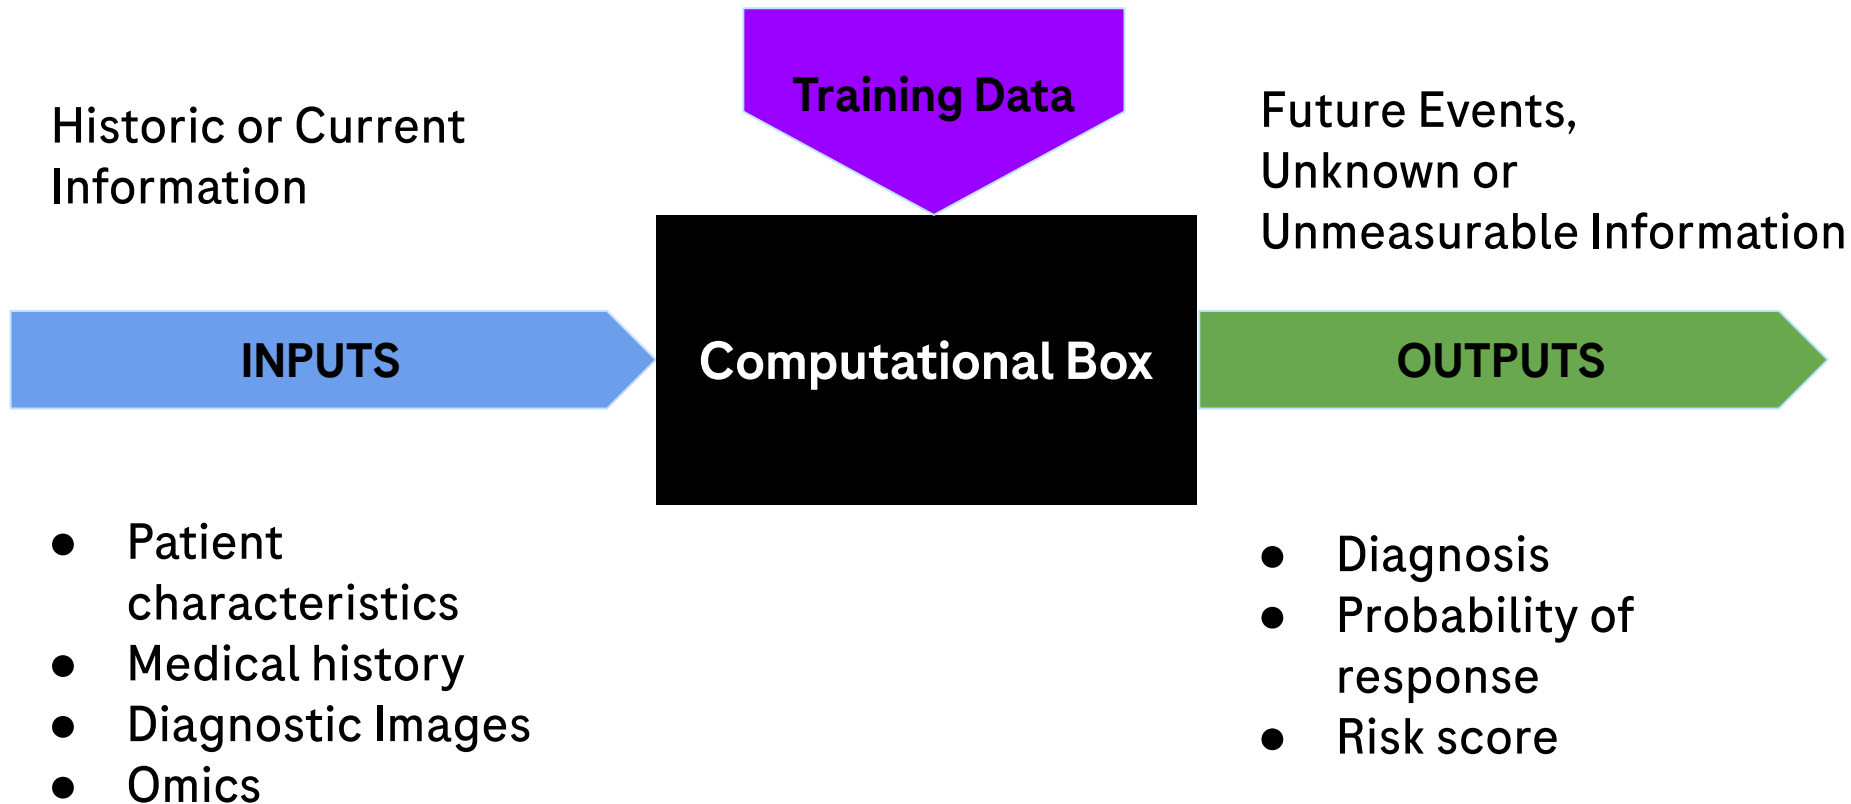 Training Data
Historic or Current
Information
Future Events,
Unknown or
Unmeasurable Information
INPUTS
Computational Box
OUTPUTS
● Patient
characteristics
● Medical history
● Diagnostic Images
● Omics
● Diagnosis
● Probability of
response
● Risk score